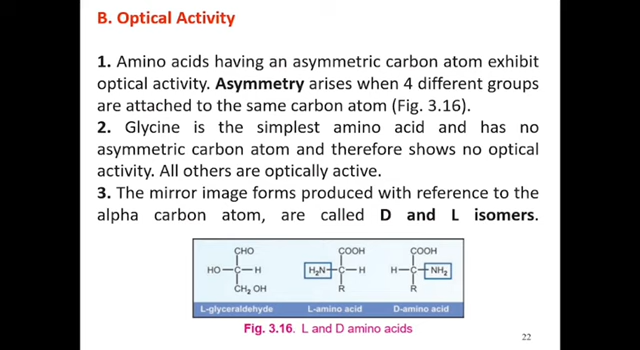 B. Optical Activity
1. Amino acids having an asymmetric carbon atom exhibit
optical activity. Asymmetry arises when 4 different groups
are attached to the same carbon atom (Fig. 3.16).
2. Glycine is the simplest amino acid and has no
asymmetric carbon atom and therefore shows no optical
activity. All others are optically active.
3. The mirror image forms produced with reference to the
alpha carbon atom, are called D and L isomers.
CHO COOH COOH
HO—C—H H₂N—C—H H—C—NH₂
CH₂ OH R R
L-glyceraldehyde L-amino acid D-amino acid
Fig. 3.16. L and D amino acids
22